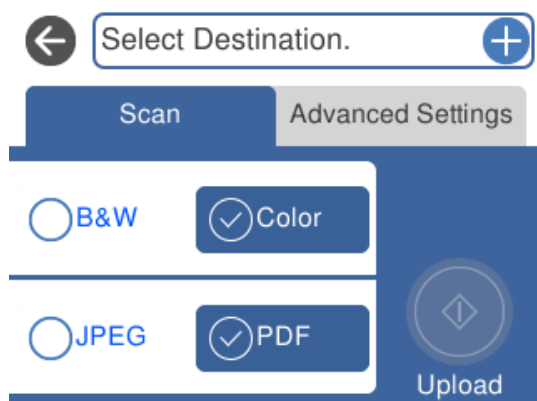 Select Destination.
Scan Advanced Settings
B&W Color
JPEG PDF
Upload